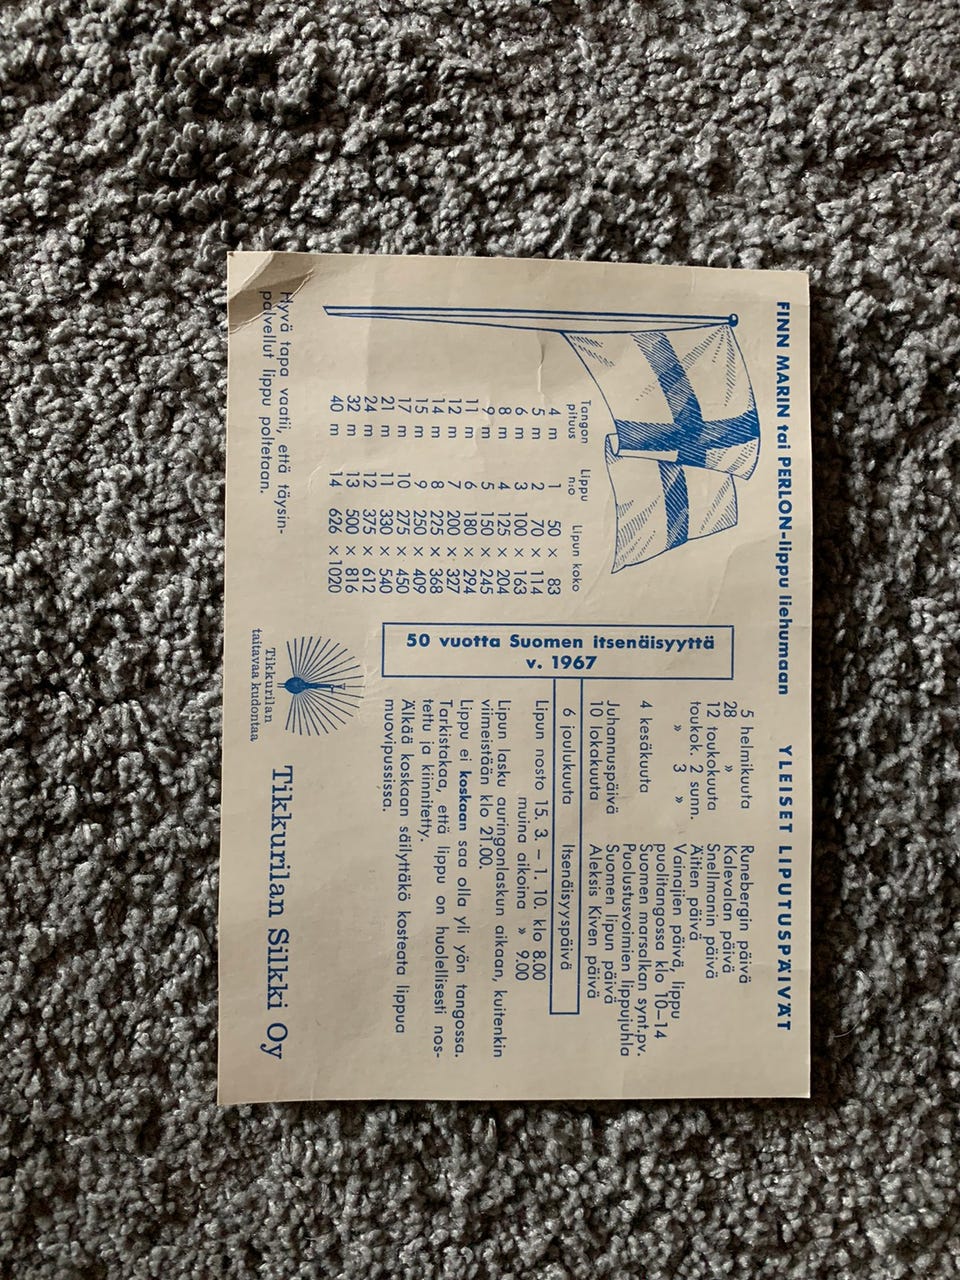 FINN MARIN tai PERLON-lippu liehumaan
Tangon pituus Lippu n:o Lipun koko
4 m 1 50 × 83
5 m 2 70 × 114
6 m 3 100 × 163
8 m 4 125 × 204
9 m 5 150 × 245
11 m 6 180 × 294
12 m 7 200 × 327
14 m 8 225 × 368
15 m 9 250 × 409
17 m 10 275 × 450
21 m 11 330 × 540
24 m 12 375 × 612
32 m 13 500 × 816
40 m 14 626 × 1020
Hyvä tapa vaatii, että täysin-
palvellut lippu poltetaan.
50 vuotta Suomen itsenäisyyttä
v. 1967
YLEISET LIPUTUSPÄIVÄT
5 helmikuuta Runebergin päivä
28 » Kalevalan päivä
12 toukokuuta Snellmanin päivä
toukok. 2 sunn. Äitien päivä
» 3 » Vainajien päivä, lippu
puolitangossa klo 10–14
4 kesäkuuta Suomen marsalkan synt.pv.
Puolustusvoimien lippujuhla
Juhannuspäivä Suomen lipun päivä
10 lokakuuta Aleksis Kiven päivä
6 joulukuuta Itsenäisyyspäivä
Lipun nosto 15. 3. – 1. 10. klo 8.00
muina aikoina » 9.00
Lipun lasku auringonlaskun aikaan, kuitenkin
viimeistään klo 21.00.
Lippu ei koskaan saa olla yli yön tangossa.
Tarkistakaa, että lippu on huolellisesti nos-
tettu ja kiinnitetty.
Älkää koskaan säilyttäkö kosteata lippua
muovipussissa.
Tikkurilan
taitavaa kudontaa
Tikkurilan Silkki Oy